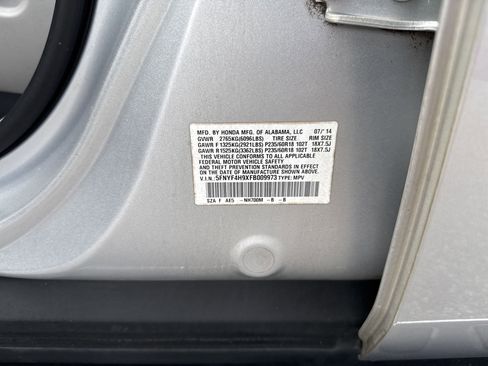 MFD. BY HONDA MFG. OF ALABAMA, LLC 07/'14
GVWR 2765KG(6096LBS) TIRE SIZE RIM SIZE
GAWR F 1325KG(2921LBS) P235/60R18 102T 18X7.5J
GAWR R 1525KG(3362LBS) P235/60R18 102T 18X7.5J
THIS VEHICLE CONFORMS TO ALL APPLICABLE
FEDERAL MOTOR VEHICLE SAFETY
AND THEFT PREVENTION STANDARDS IN EFFECT
ON THE DATE OF MANUFACTURE SHOWN ABOVE.
V.I.N.:5FNYF4H9XFB009973 TYPE: MPV
SZA F AE5 -NH700M -B -B